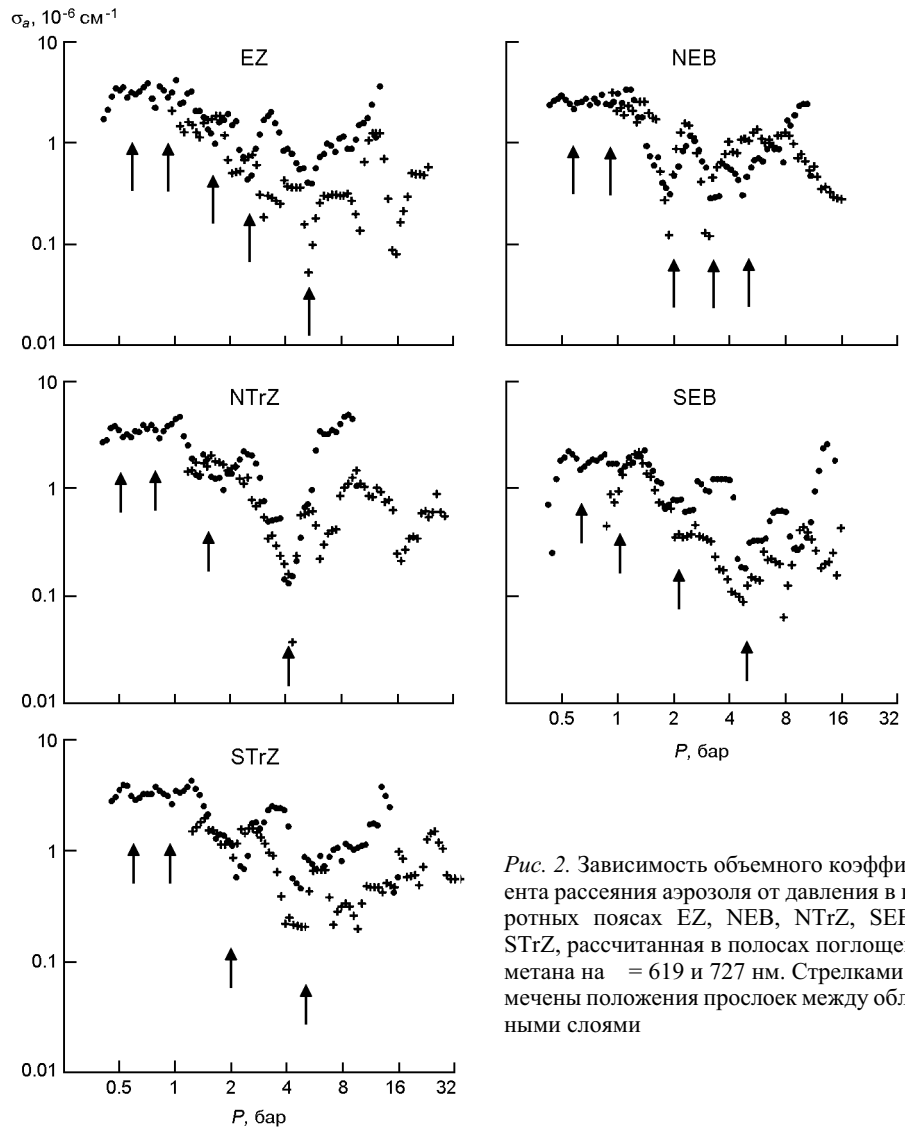 σa, 10-6 см-1
10
1
0.1
0.01
EZ
NEB
10
1
0.1
0.01
NTrZ
SEB
0.5 1 2 4 8 16 32
P, бар
10
1
0.1
0.01
STrZ
0.5 1 2 4 8 16 32
P, бар
Рис. 2. Зависимость объемного коэффи
ента рассеяния аэрозоля от давления в
ротных поясах EZ, NEB, NTrZ, SEB
STrZ, рассчитанная в полосах поглоще
метана на = 619 и 727 нм. Стрелками
мечены положения прослоек между обл
ными слоями